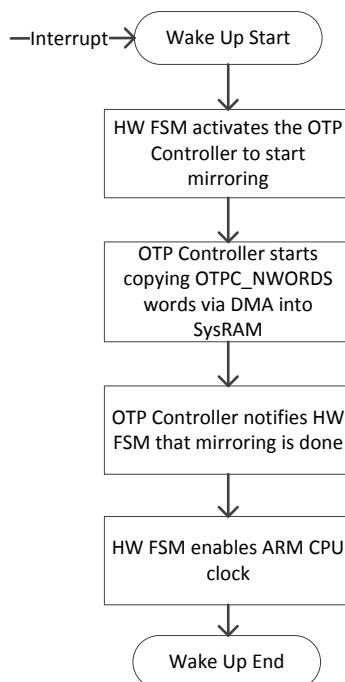 Interrupt
Wake Up Start
HW FSM activates the OTP
Controller to start
mirroring
OTP Controller starts
copying OTPC_NWORDS
words via DMA into
SysRAM
OTP Controller notifies HW
FSM that mirroring is done
HW FSM enables ARM CPU
clock
Wake Up End